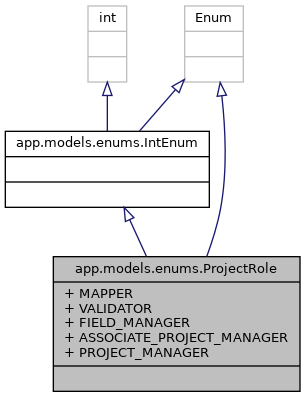 int
Enum
app.models.enums.IntEnum
app.models.enums.ProjectRole
+ MAPPER
+ VALIDATOR
+ FIELD_MANAGER
+ ASSOCIATE_PROJECT_MANAGER
+ PROJECT_MANAGER